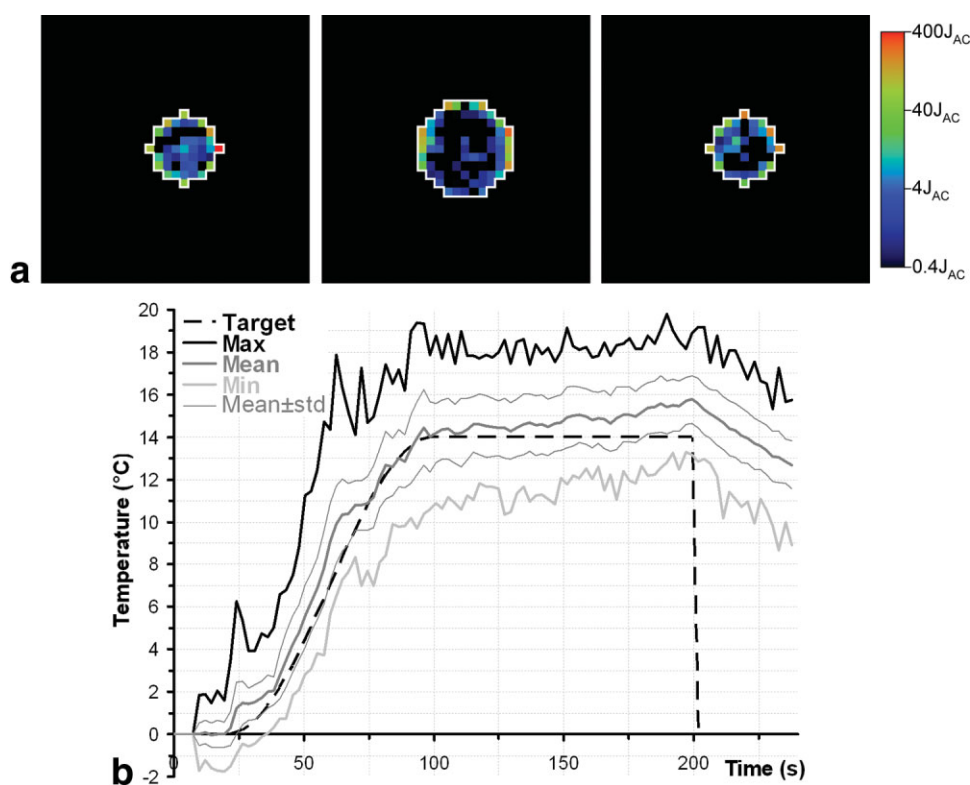 400J_AC
40J_AC
4J_AC
0.4J_AC
a
20
18
16
14
12
10
8
6
4
2
0
-2
Temperature (°C)
Target
Max
Mean
Min
Mean±std
0
50
100
150
200
Time (s)
b